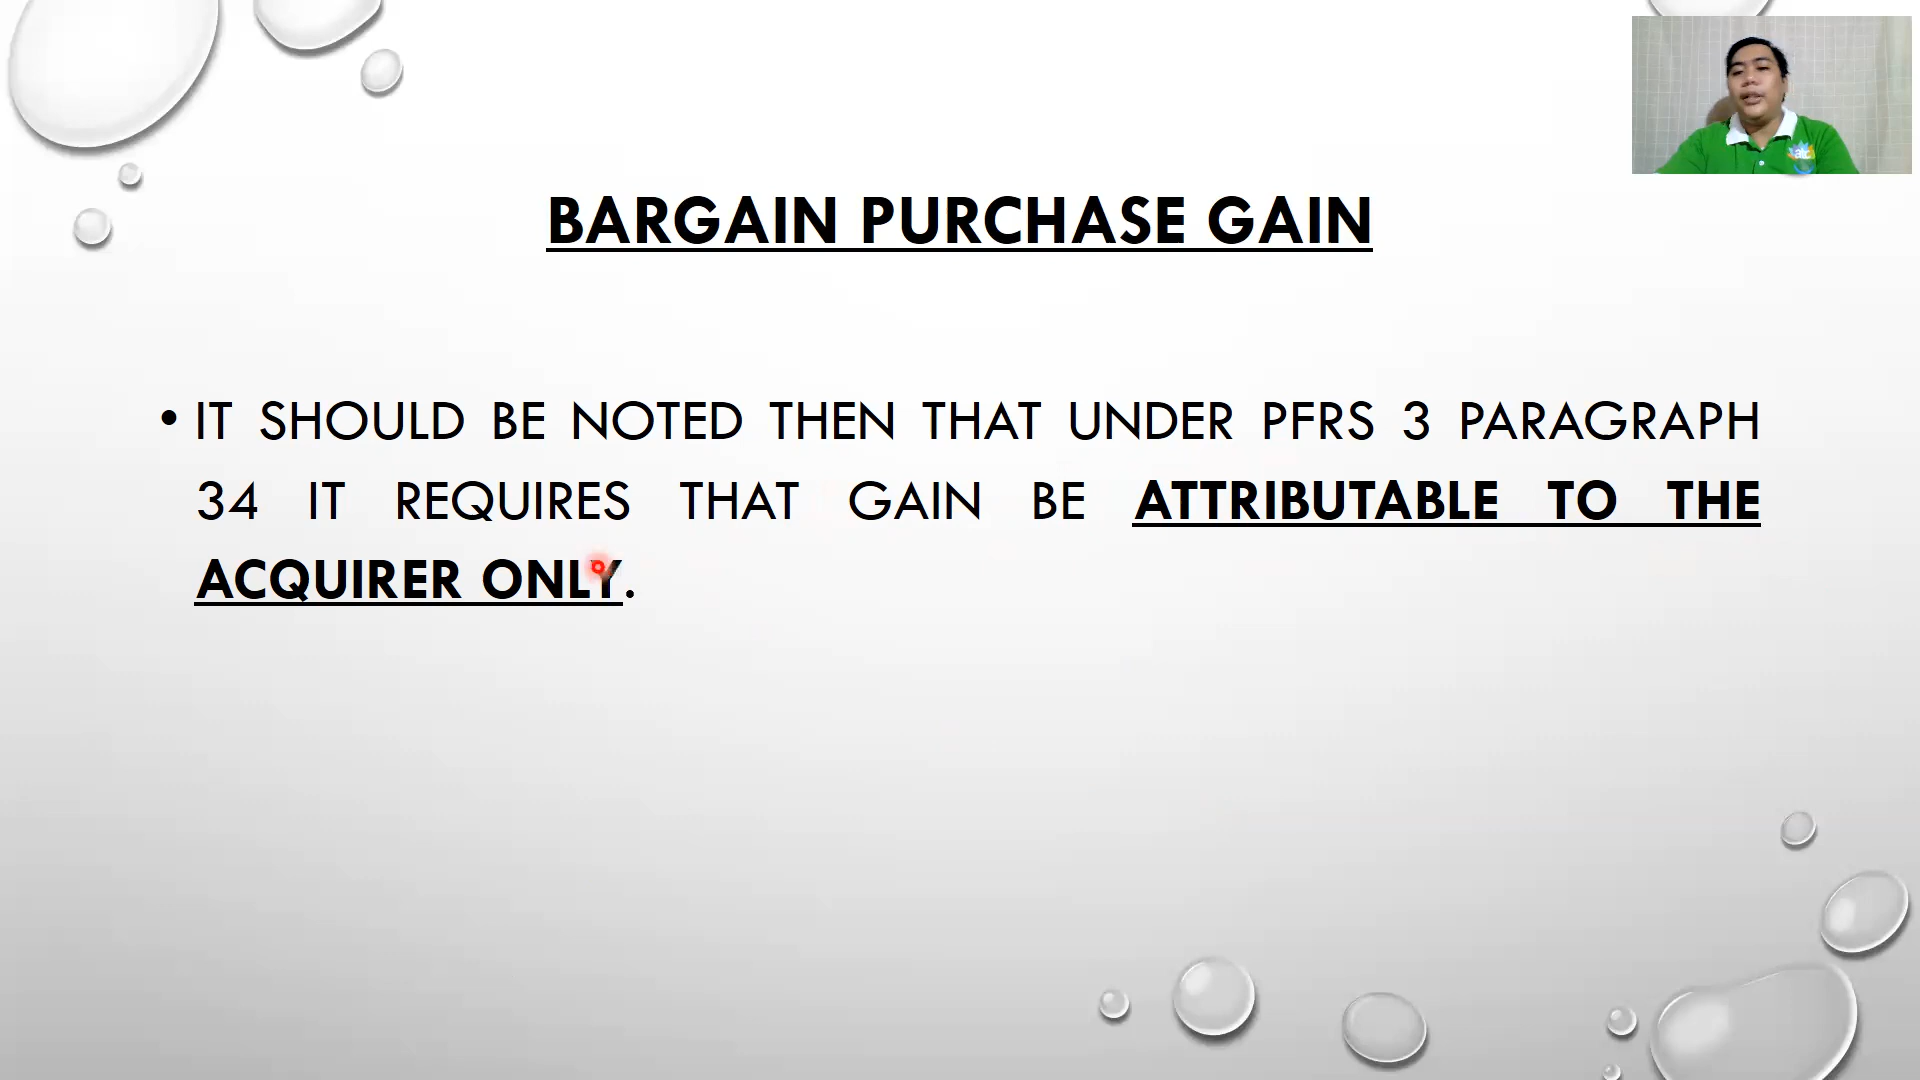 BARGAIN PURCHASE GAIN
• IT SHOULD BE NOTED THEN THAT UNDER PFRS 3 PARAGRAPH
34 IT REQUIRES THAT GAIN BE ATTRIBUTABLE TO THE
ACQUIRER ONLY.